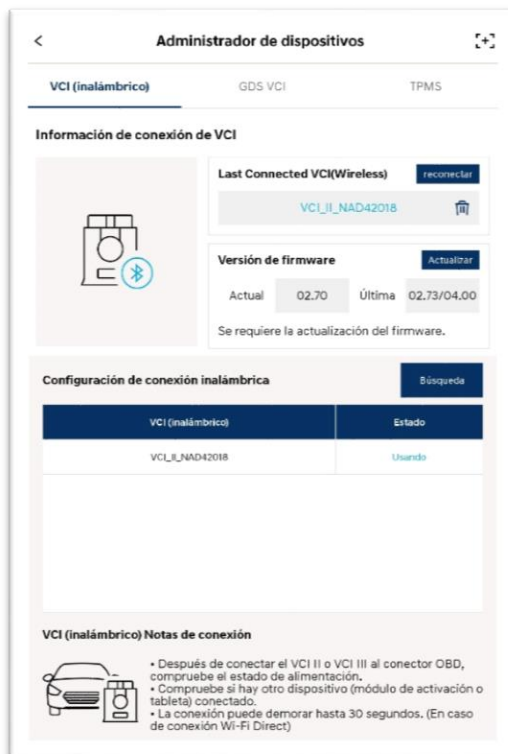 Administrador de dispositivos
VCI (inalámbrico) GDS VCI TPMS
Información de conexión de VCI
Last Connected VCI(Wireless) reconectar
VCI_II_NAD42018
Versión de firmware Actualizar
Actual 02.70 Última 02.73/04.00
Se requiere la actualización del firmware.
Configuración de conexión inalámbrica Búsqueda
VCI (inalámbrico) Estado
VCI_II_NAD42018 Usando
VCI (inalámbrico) Notas de conexión
• Después de conectar el VCI II o VCI III al conector OBD,
compruebe el estado de alimentación.
• Compruebe si hay otro dispositivo (módulo de activación o
tableta) conectado.
• La conexión puede demorar hasta 30 segundos. (En caso
de conexión Wi-Fi Direct)